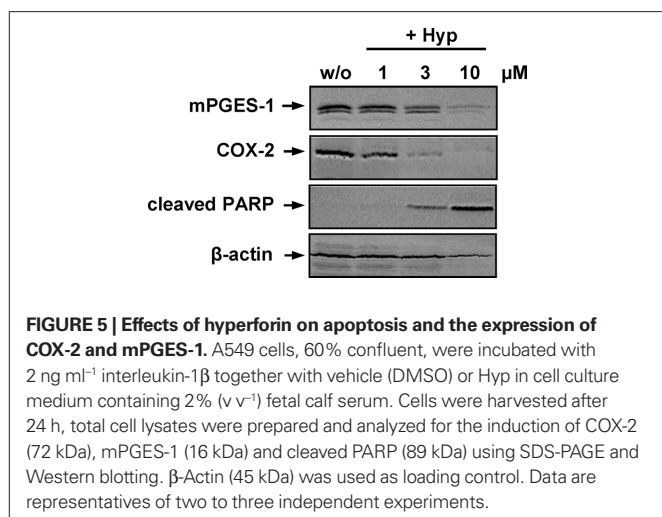 + Hyp
w/o 1 3 10 μM
mPGES-1
COX-2
cleaved PARP
β-actin
FIGURE 5 | Effects of hyperforin on apoptosis and the expression of
COX-2 and mPGES-1. A549 cells, 60% confluent, were incubated with
2 ng ml⁻¹ interleukin-1β together with vehicle (DMSO) or Hyp in cell culture
medium containing 2% (v v⁻¹) fetal calf serum. Cells were harvested after
24 h, total cell lysates were prepared and analyzed for the induction of COX-2
(72 kDa), mPGES-1 (16 kDa) and cleaved PARP (89 kDa) using SDS-PAGE and
Western blotting. β-Actin (45 kDa) was used as loading control. Data are
representatives of two to three independent experiments.